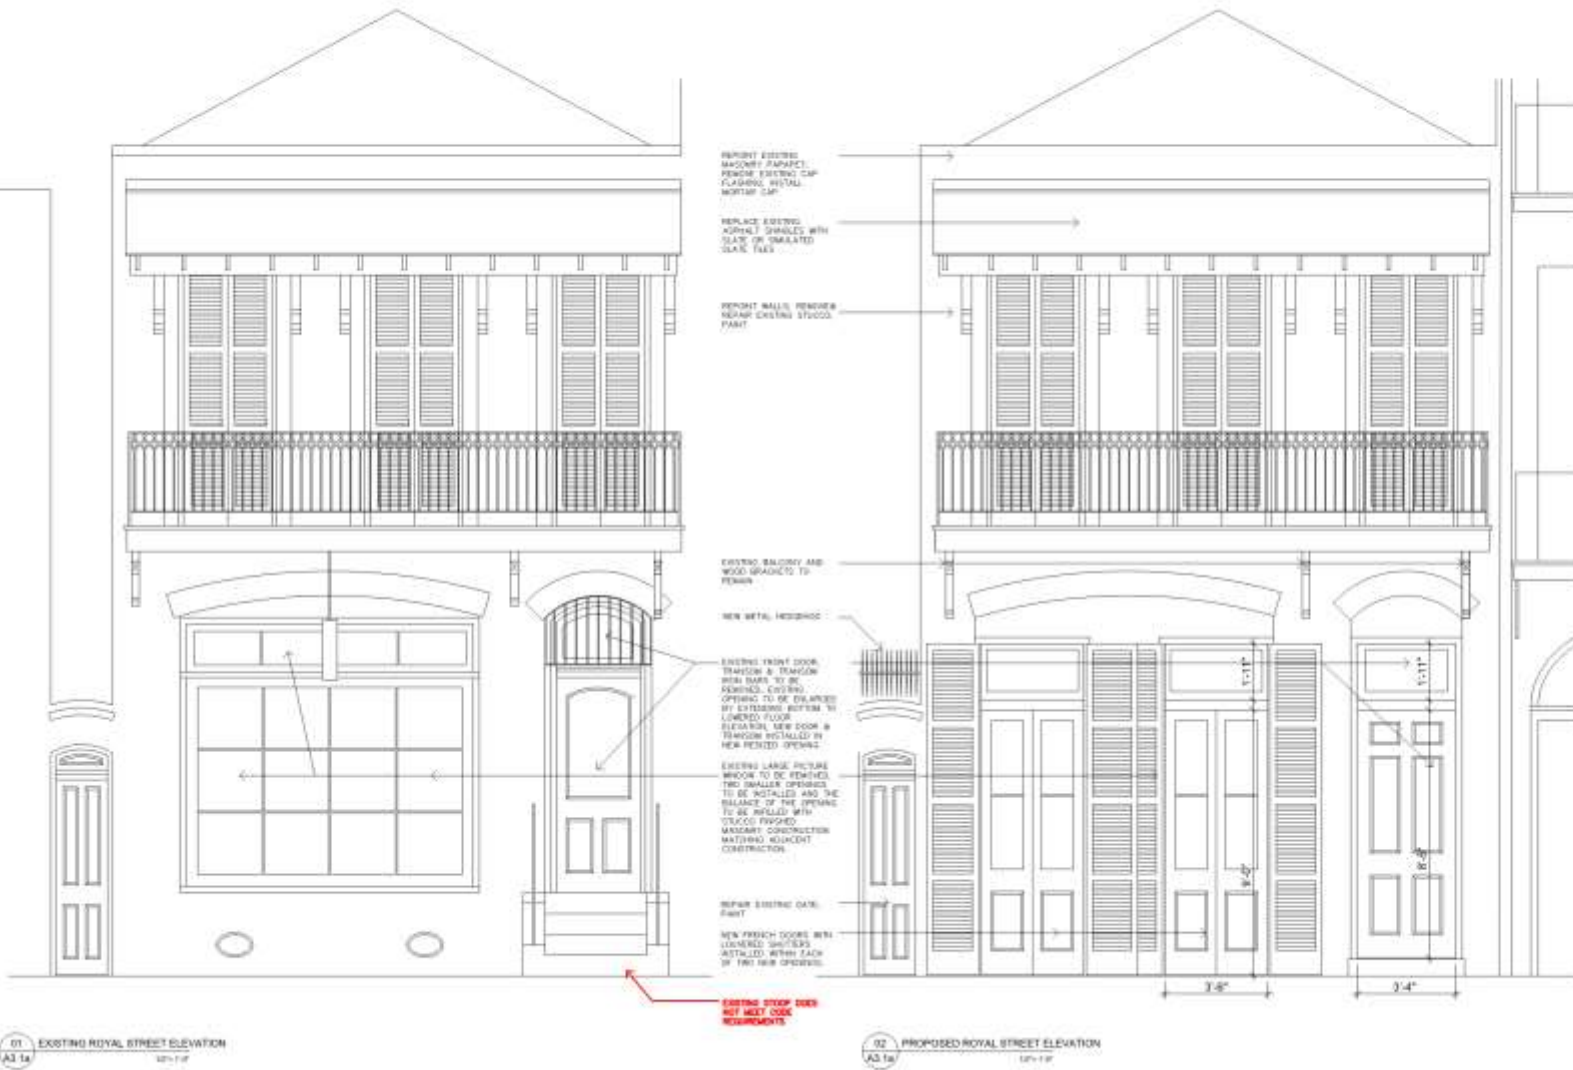 REPOINT EXISTING
MASONRY PARAPET;
REMOVE EXISTING CAP
FLASHING, INSTALL
MORTAR CAP
REPLACE EXISTING
ASPHALT SHINGLES WITH
SLATE OR SIMULATED
SLATE TILES
REPOINT WALLS,
REPAIR EXISTING STUCCO,
PAINT
EXISTING BALCONY AND
WOOD BRACKETS TO
REMAIN
NEW METAL HEDGEHOG
EXISTING FRONT DOOR,
TRANSOM & TRANSOM
IRON BARS TO BE
REMOVED, EXISTING
OPENING TO BE ENLARGED
BY EXTENDING BOTTOM TO
LOWERED FLOOR
ELEVATION, NEW DOOR &
TRANSOM INSTALLED IN
NEW RESIZED OPENING
EXISTING LARGE PICTURE
WINDOW TO BE REMOVED,
TWO SMALLER OPENINGS
TO BE INSTALLED AND THE
BALANCE OF THE OPENING
TO BE INFILLED WITH
STUCCO FINISHED
MASONRY CONSTRUCTION
MATCHING ADJACENT
CONSTRUCTION.
REPAIR EXISTING GATE,
PAINT
NEW FRENCH DOORS WITH
LOUVERED SHUTTERS
INSTALLED WITHIN EACH
OF TWO NEW OPENINGS.
EXISTING STOOP DOES
NOT MEET CODE
REQUIREMENTS
1'-11"
1'-11"
3'-6"
3'-4"
01
A3.1a
EXISTING ROYAL STREET ELEVATION
02
A3.1a
PROPOSED ROYAL STREET ELEVATION